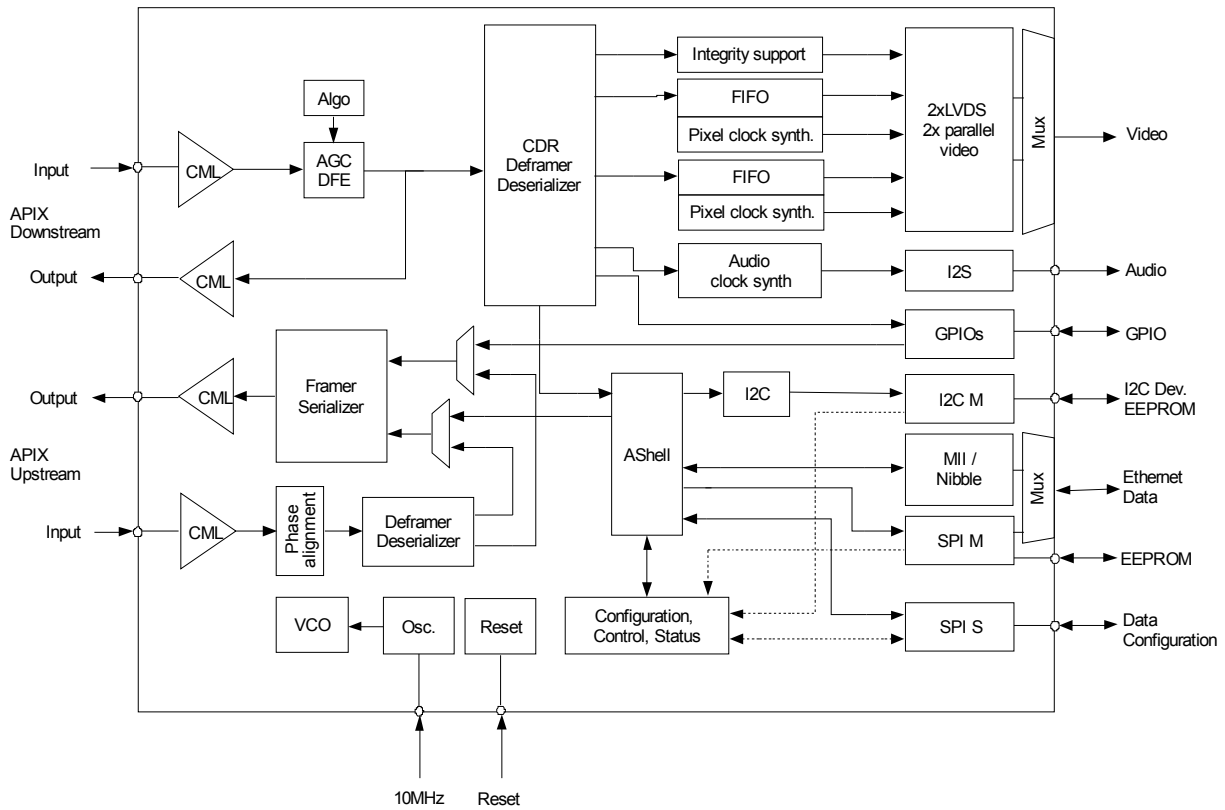 Integrity support
Algo
FIFO
CDR
Deframer
Deserializer
2xLVDS
2x parallel
video
Mux
Video
Pixel clock synth.
Input
CML
AGC
DFE
FIFO
Pixel clock synth.
APIX
Downstream
Output
CML
Audio
clock synth
I2S
Audio
GPIOs
GPIO
Output
CML
Framer
Serializer
I2C
I2C M
I2C Dev.
EEPROM
AShell
MII /
Nibble
Mux
Ethernet
Data
APIX
Upstream
Input
CML
Phase
alignment
Deframer
Deserializer
SPI M
EEPROM
VCO
Osc.
Reset
Configuration,
Control, Status
SPI S
Data
Configuration
10MHz
Reset